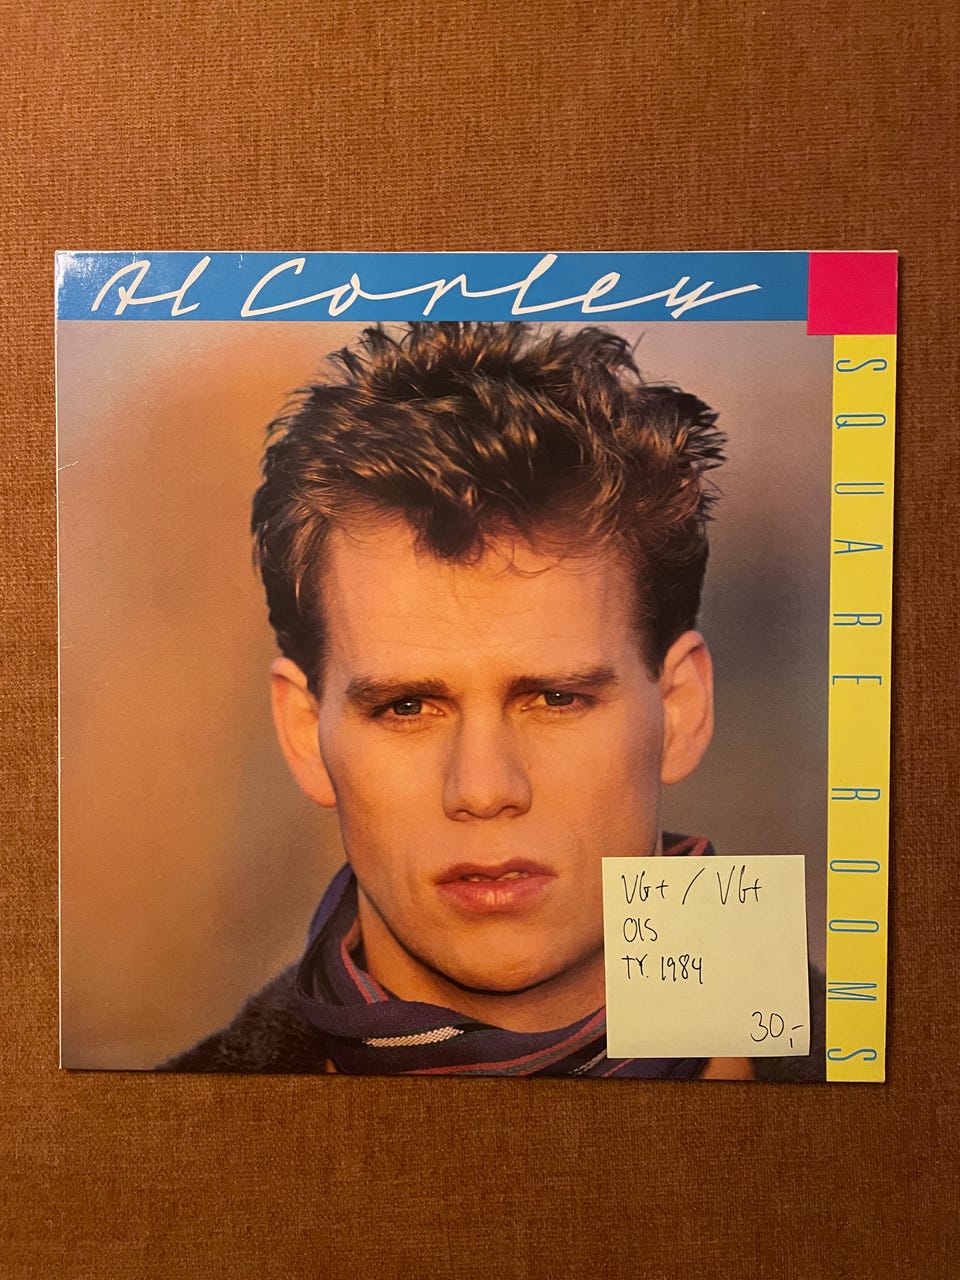 Al Corley
SQUARE ROOMS
VG+ / VG+
OIS
TY. 1984
30,-